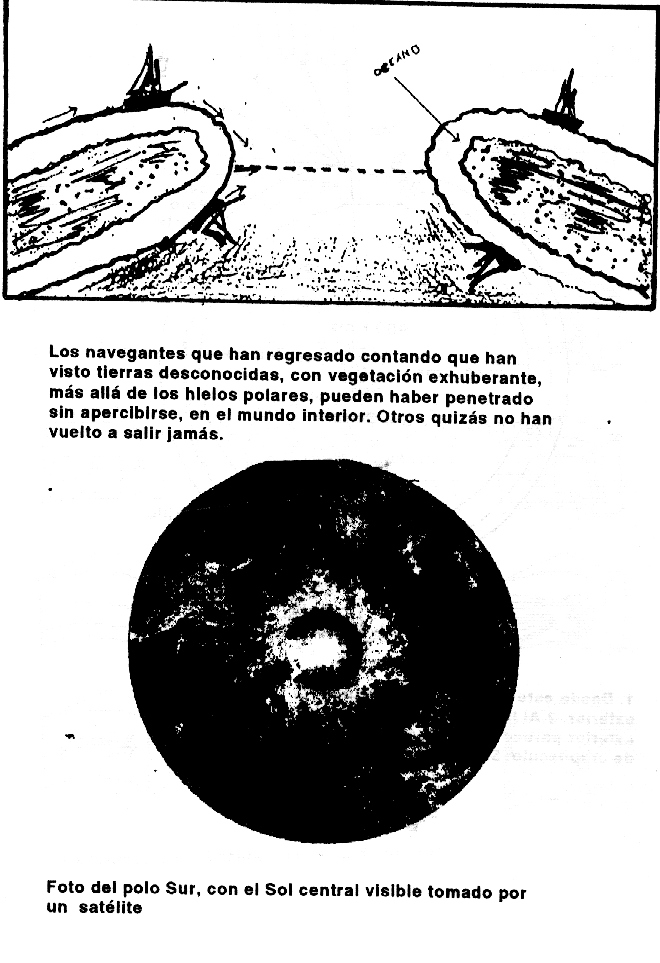 OCEANO
Los navegantes que han regresado contando que han
visto tierras desconocidas, con vegetación exhuberante,
más allá de los hielos polares, pueden haber penetrado
sin apercibirse, en el mundo interior. Otros quizás no han
vuelto a salir jamás.
Foto del polo Sur, con el Sol central visible tomado por
un satélite